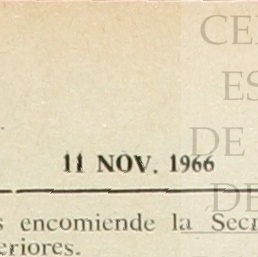 CE
ES
DE
DE
11 NOV. 1966
s encomiende la Secr
eriores.